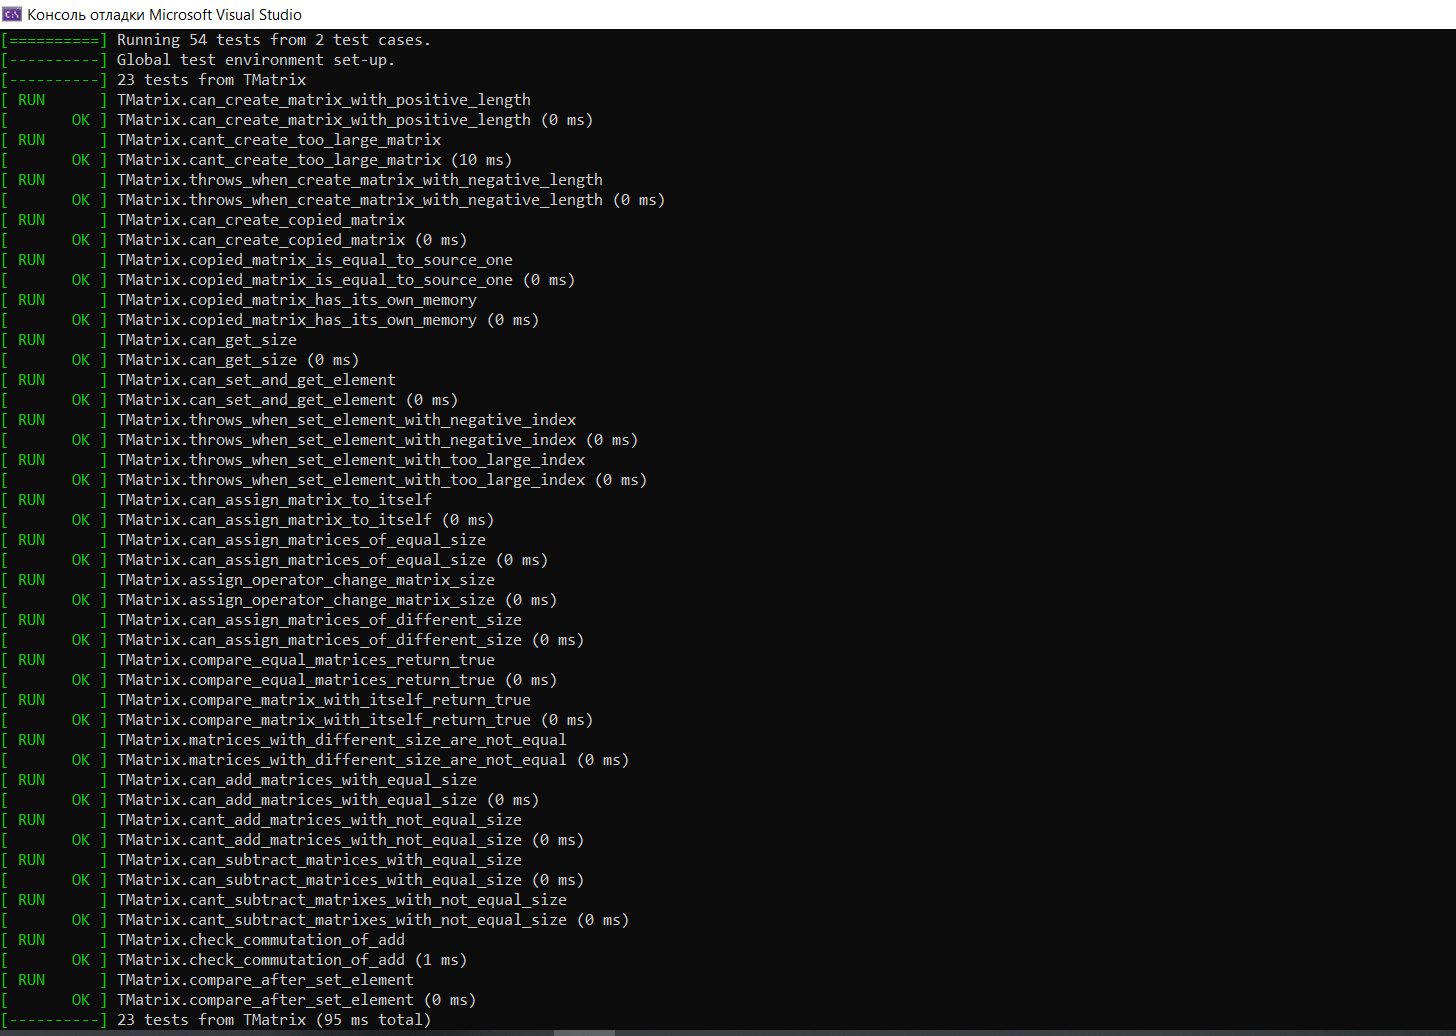 Консоль отладки Microsoft Visual Studio
[==========] Running 54 tests from 2 test cases.
[----------] Global test environment set-up.
[----------] 23 tests from TMatrix
[ RUN      ] TMatrix.can_create_matrix_with_positive_length
[       OK ] TMatrix.can_create_matrix_with_positive_length (0 ms)
[ RUN      ] TMatrix.cant_create_too_large_matrix
[       OK ] TMatrix.cant_create_too_large_matrix (10 ms)
[ RUN      ] TMatrix.throws_when_create_matrix_with_negative_length
[       OK ] TMatrix.throws_when_create_matrix_with_negative_length (0 ms)
[ RUN      ] TMatrix.can_create_copied_matrix
[       OK ] TMatrix.can_create_copied_matrix (0 ms)
[ RUN      ] TMatrix.copied_matrix_is_equal_to_source_one
[       OK ] TMatrix.copied_matrix_is_equal_to_source_one (0 ms)
[ RUN      ] TMatrix.copied_matrix_has_its_own_memory
[       OK ] TMatrix.copied_matrix_has_its_own_memory (0 ms)
[ RUN      ] TMatrix.can_get_size
[       OK ] TMatrix.can_get_size (0 ms)
[ RUN      ] TMatrix.can_set_and_get_element
[       OK ] TMatrix.can_set_and_get_element (0 ms)
[ RUN      ] TMatrix.throws_when_set_element_with_negative_index
[       OK ] TMatrix.throws_when_set_element_with_negative_index (0 ms)
[ RUN      ] TMatrix.throws_when_set_element_with_too_large_index
[       OK ] TMatrix.throws_when_set_element_with_too_large_index (0 ms)
[ RUN      ] TMatrix.can_assign_matrix_to_itself
[       OK ] TMatrix.can_assign_matrix_to_itself (0 ms)
[ RUN      ] TMatrix.can_assign_matrices_of_equal_size
[       OK ] TMatrix.can_assign_matrices_of_equal_size (0 ms)
[ RUN      ] TMatrix.assign_operator_change_matrix_size
[       OK ] TMatrix.assign_operator_change_matrix_size (0 ms)
[ RUN      ] TMatrix.can_assign_matrices_of_different_size
[       OK ] TMatrix.can_assign_matrices_of_different_size (0 ms)
[ RUN      ] TMatrix.compare_equal_matrices_return_true
[       OK ] TMatrix.compare_equal_matrices_return_true (0 ms)
[ RUN      ] TMatrix.compare_matrix_with_itself_return_true
[       OK ] TMatrix.compare_matrix_with_itself_return_true (0 ms)
[ RUN      ] TMatrix.matrices_with_different_size_are_not_equal
[       OK ] TMatrix.matrices_with_different_size_are_not_equal (0 ms)
[ RUN      ] TMatrix.can_add_matrices_with_equal_size
[       OK ] TMatrix.can_add_matrices_with_equal_size (0 ms)
[ RUN      ] TMatrix.cant_add_matrices_with_not_equal_size
[       OK ] TMatrix.cant_add_matrices_with_not_equal_size (0 ms)
[ RUN      ] TMatrix.can_subtract_matrices_with_equal_size
[       OK ] TMatrix.can_subtract_matrices_with_equal_size (0 ms)
[ RUN      ] TMatrix.cant_subtract_matrixes_with_not_equal_size
[       OK ] TMatrix.cant_subtract_matrixes_with_not_equal_size (0 ms)
[ RUN      ] TMatrix.check_commutation_of_add
[       OK ] TMatrix.check_commutation_of_add (1 ms)
[ RUN      ] TMatrix.compare_after_set_element
[       OK ] TMatrix.compare_after_set_element (0 ms)
[----------] 23 tests from TMatrix (95 ms total)